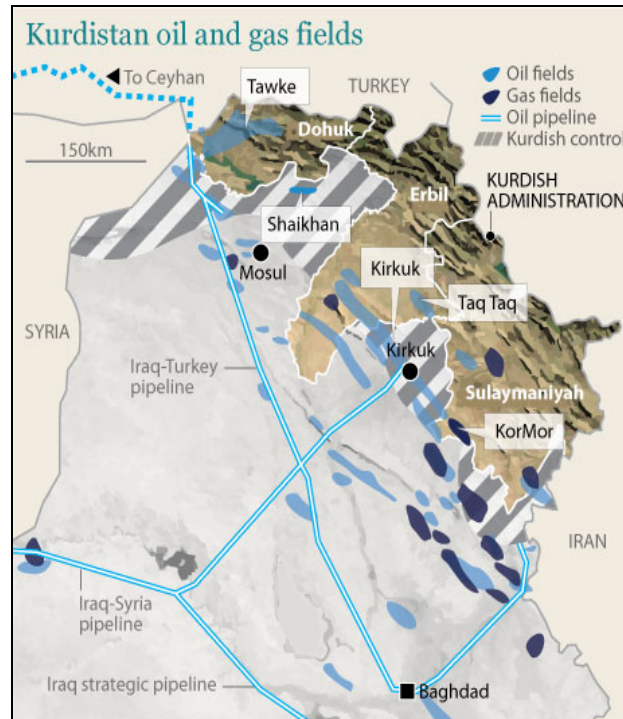 Kurdistan oil and gas fields
To Ceyhan
Tawke
TURKEY
Oil fields
Gas fields
Oil pipeline
Kurdish control
Dohuk
150km
Erbil
KURDISH
ADMINISTRATION
Shaikhan
Mosul
Kirkuk
Taq Taq
SYRIA
Kirkuk
Iraq-Turkey
pipeline
Sulaymaniyah
KorMor
IRAN
Iraq-Syria
pipeline
Iraq strategic pipeline
Baghdad